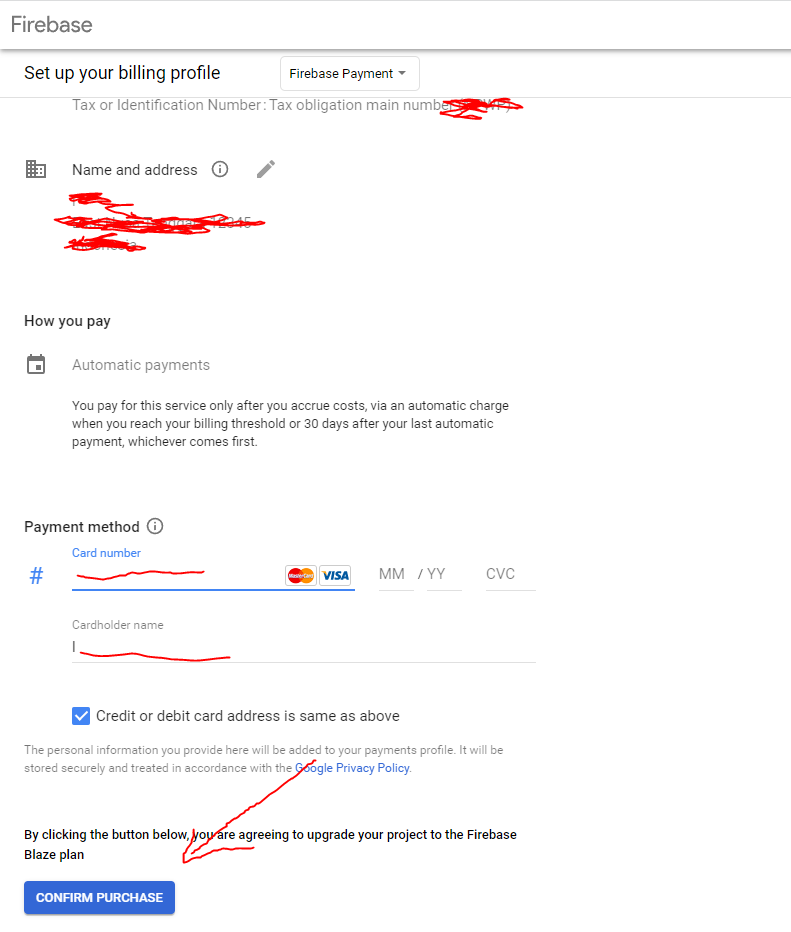 Firebase
Set up your billing profile
Firebase Payment
Tax or Identification Number: Tax obligation main number
Name and address
How you pay
Automatic payments
You pay for this service only after you accrue costs, via an automatic charge
when you reach your billing threshold or 30 days after your last automatic
payment, whichever comes first.
Payment method
Card number
#
MasterCard VISA
MM / YY
CVC
Cardholder name
Credit or debit card address is same as above
The personal information you provide here will be added to your payments profile. It will be
stored securely and treated in accordance with the Google Privacy Policy.
By clicking the button below, you are agreeing to upgrade your project to the Firebase
Blaze plan
CONFIRM PURCHASE